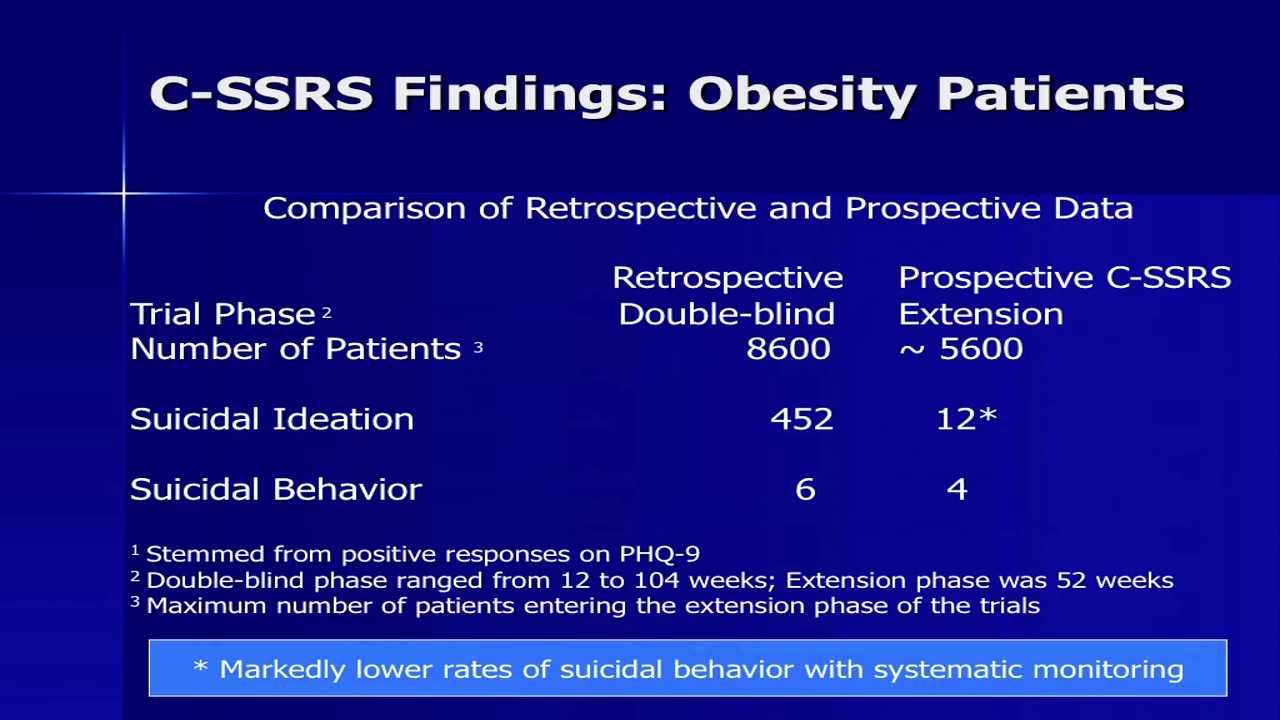 C-SSRS Findings: Obesity Patients
Comparison of Retrospective and Prospective Data
Retrospective Prospective C-SSRS
Trial Phase 2 Double-blind Extension
Number of Patients 3 8600 ~ 5600
Suicidal Ideation 452 12*
Suicidal Behavior 6 4
1 Stemmed from positive responses on PHQ-9
2 Double-blind phase ranged from 12 to 104 weeks; Extension phase was 52 weeks
3 Maximum number of patients entering the extension phase of the trials
* Markedly lower rates of suicidal behavior with systematic monitoring